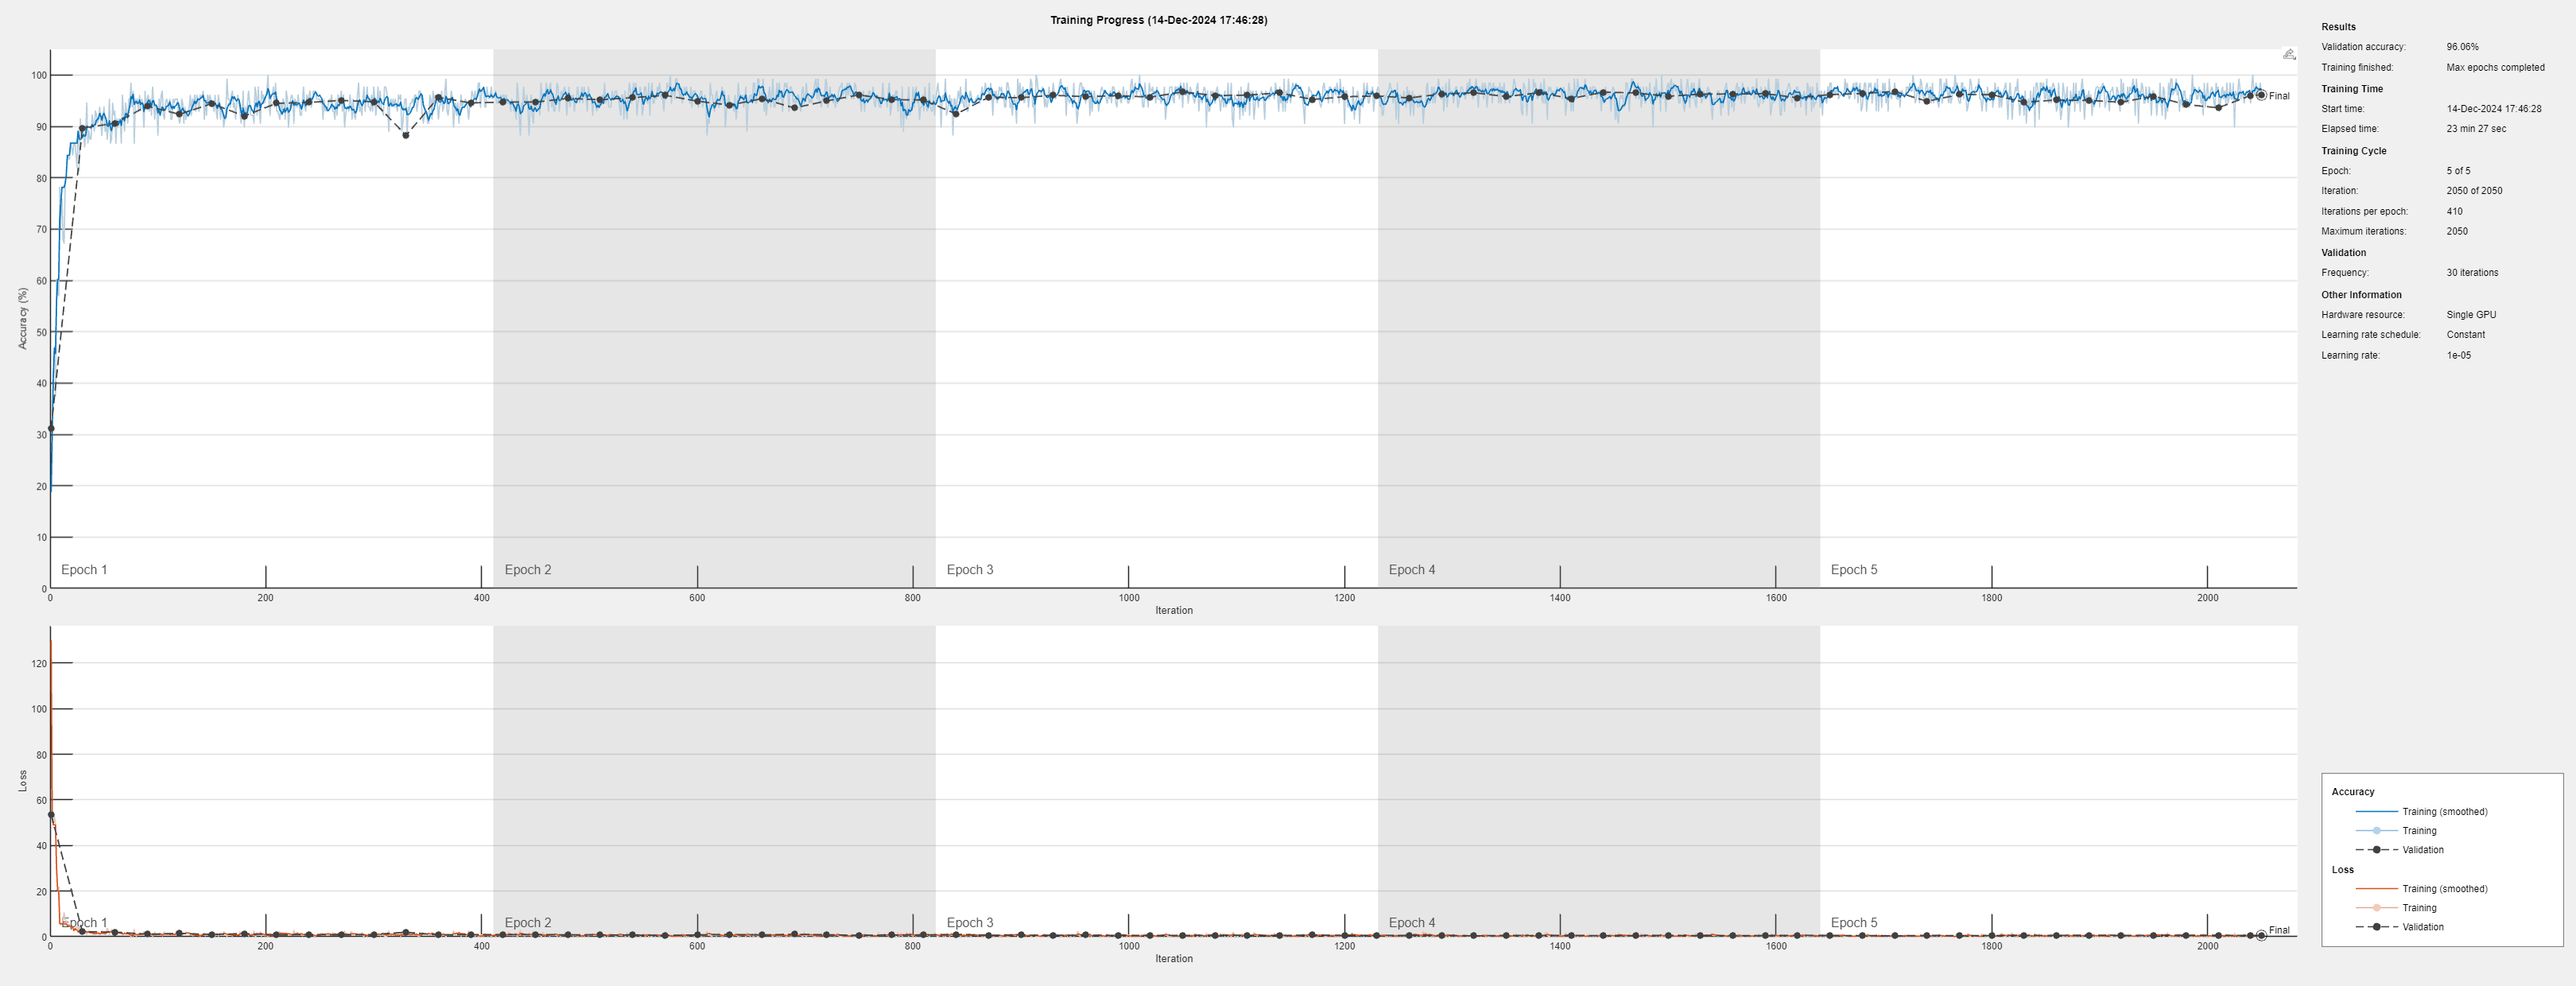 Training Progress (14-Dec-2024 17:46:28)
Accuracy (%)
100
90
80
70
60
50
40
30
20
10
0
Final
Epoch 1
Epoch 2
Epoch 3
Epoch 4
Epoch 5
0 200 400 600 800 1000 1200 1400 1600 1800 2000
Iteration
Loss
120
100
80
60
40
20
0
Final
Epoch 1
Epoch 2
Epoch 3
Epoch 4
Epoch 5
0 200 400 600 800 1000 1200 1400 1600 1800 2000
Iteration
Results
Validation accuracy: 96.06%
Training finished: Max epochs completed
Training Time
Start time: 14-Dec-2024 17:46:28
Elapsed time: 23 min 27 sec
Training Cycle
Epoch: 5 of 5
Iteration: 2050 of 2050
Iterations per epoch: 410
Maximum iterations: 2050
Validation
Frequency: 30 iterations
Other Information
Hardware resource: Single GPU
Learning rate schedule: Constant
Learning rate: 1e-05
Accuracy
Training (smoothed)
Training
Validation
Loss
Training (smoothed)
Training
Validation